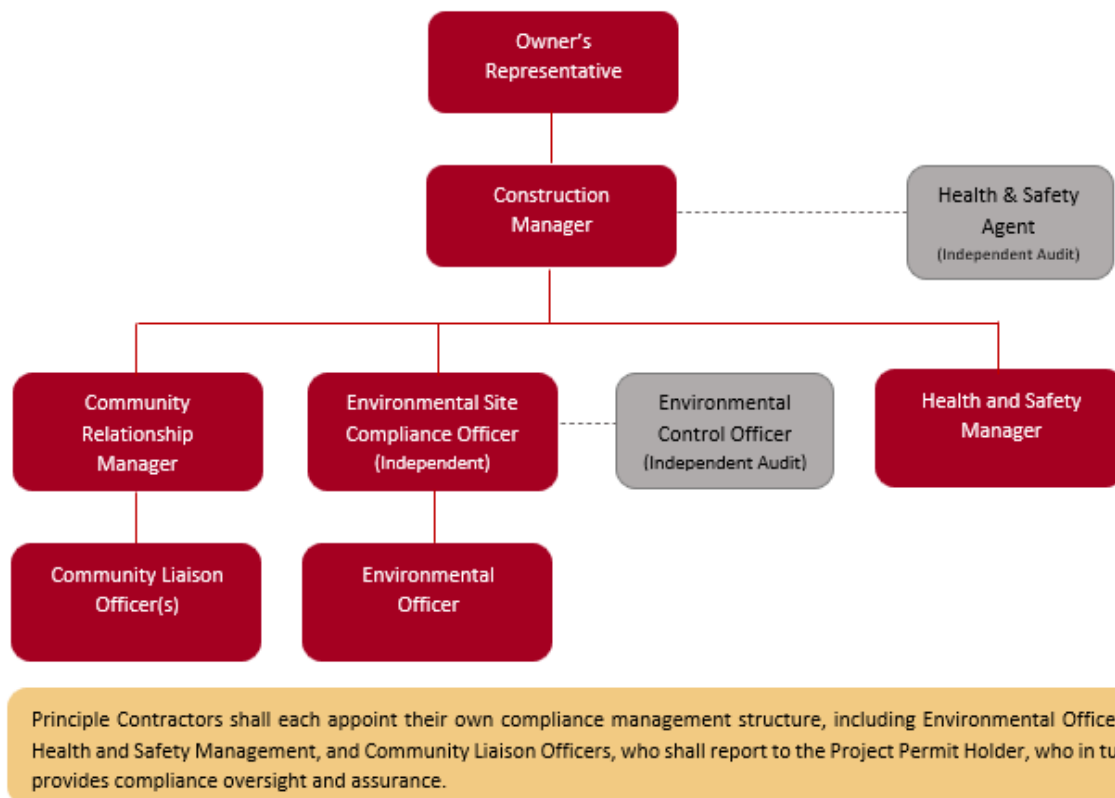 Owner's
Representative
Construction
Manager
Health & Safety
Agent
(Independent Audit)
Community
Relationship
Manager
Environmental Site
Compliance Officer
(Independent)
Environmental
Control Officer
(Independent Audit)
Health and Safety
Manager
Community Liaison
Officer(s)
Environmental
Officer
Principle Contractors shall each appoint their own compliance management structure, including Environmental Office
Health and Safety Management, and Community Liaison Officers, who shall report to the Project Permit Holder, who in tu
provides compliance oversight and assurance.